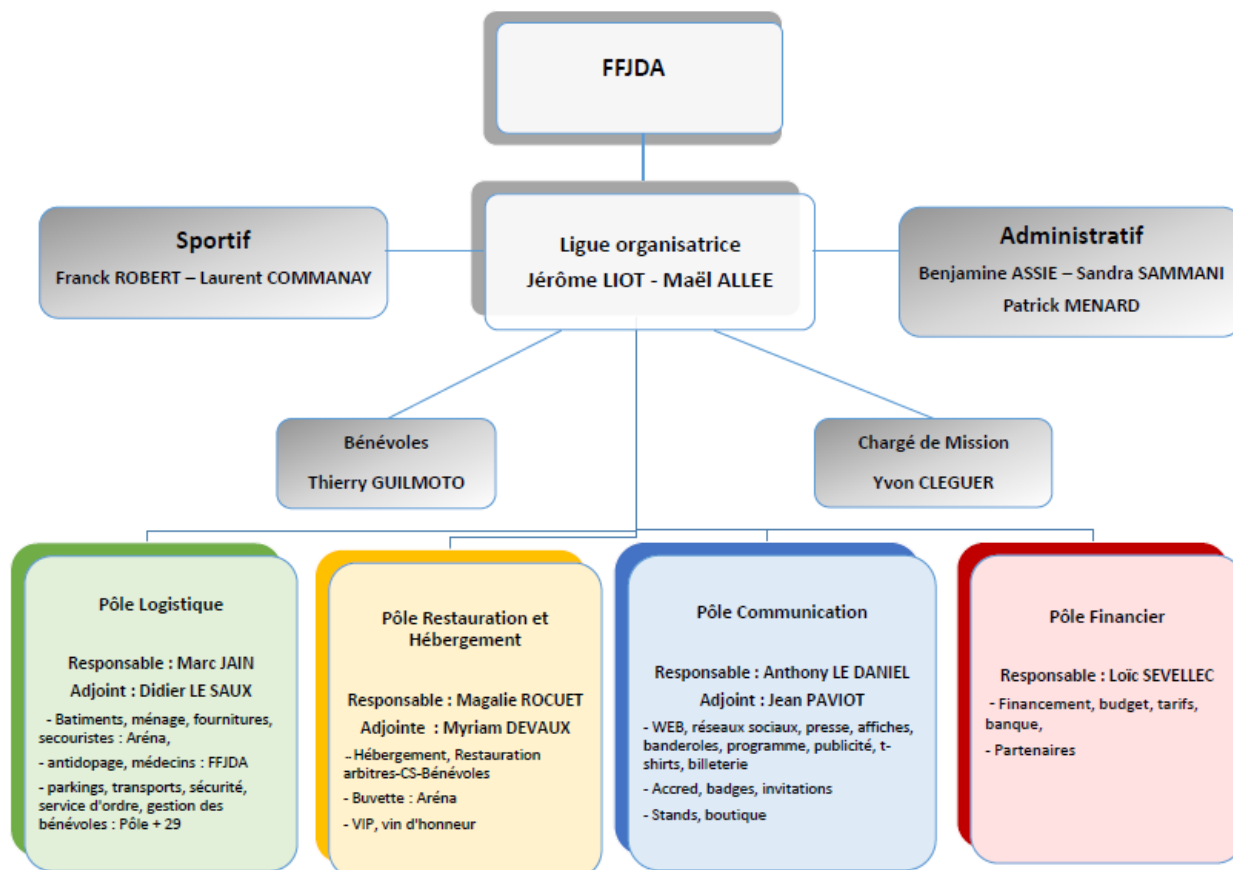 FFJDA
Sportif
Franck ROBERT – Laurent COMMANAY
Ligue organisatrice
Jérôme LIOT - Maël ALLEE
Administratif
Benjamine ASSIE – Sandra SAMMANI
Patrick MENARD
Bénévoles
Thierry GUILMOTO
Chargé de Mission
Yvon CLEGUER
Pôle Logistique
Responsable : Marc JAIN
Adjoint : Didier LE SAUX
- Batiments, ménage, fournitures,
secouristes : Aréna,
- antidopage, médecins : FFJDA
- parkings, transports, sécurité,
service d'ordre, gestion des
bénévoles : Pôle + 29
Pôle Restauration et
Hébergement
Responsable : Magalie ROCUET
Adjointe : Myriam DEVAUX
- Hébergement, Restauration
arbitres-CS-Bénévoles
- Buvette : Aréna
- VIP, vin d'honneur
Pôle Communication
Responsable : Anthony LE DANIEL
Adjoint : Jean PAVIOT
- WEB, réseaux sociaux, presse, affiches,
banderoles, programme, publicité, t-
shirts, billeterie
- Accred, badges, invitations
- Stands, boutique
Pôle Financier
Responsable : Loïc SEVELLEC
- Financement, budget, tarifs,
banque,
- Partenaires